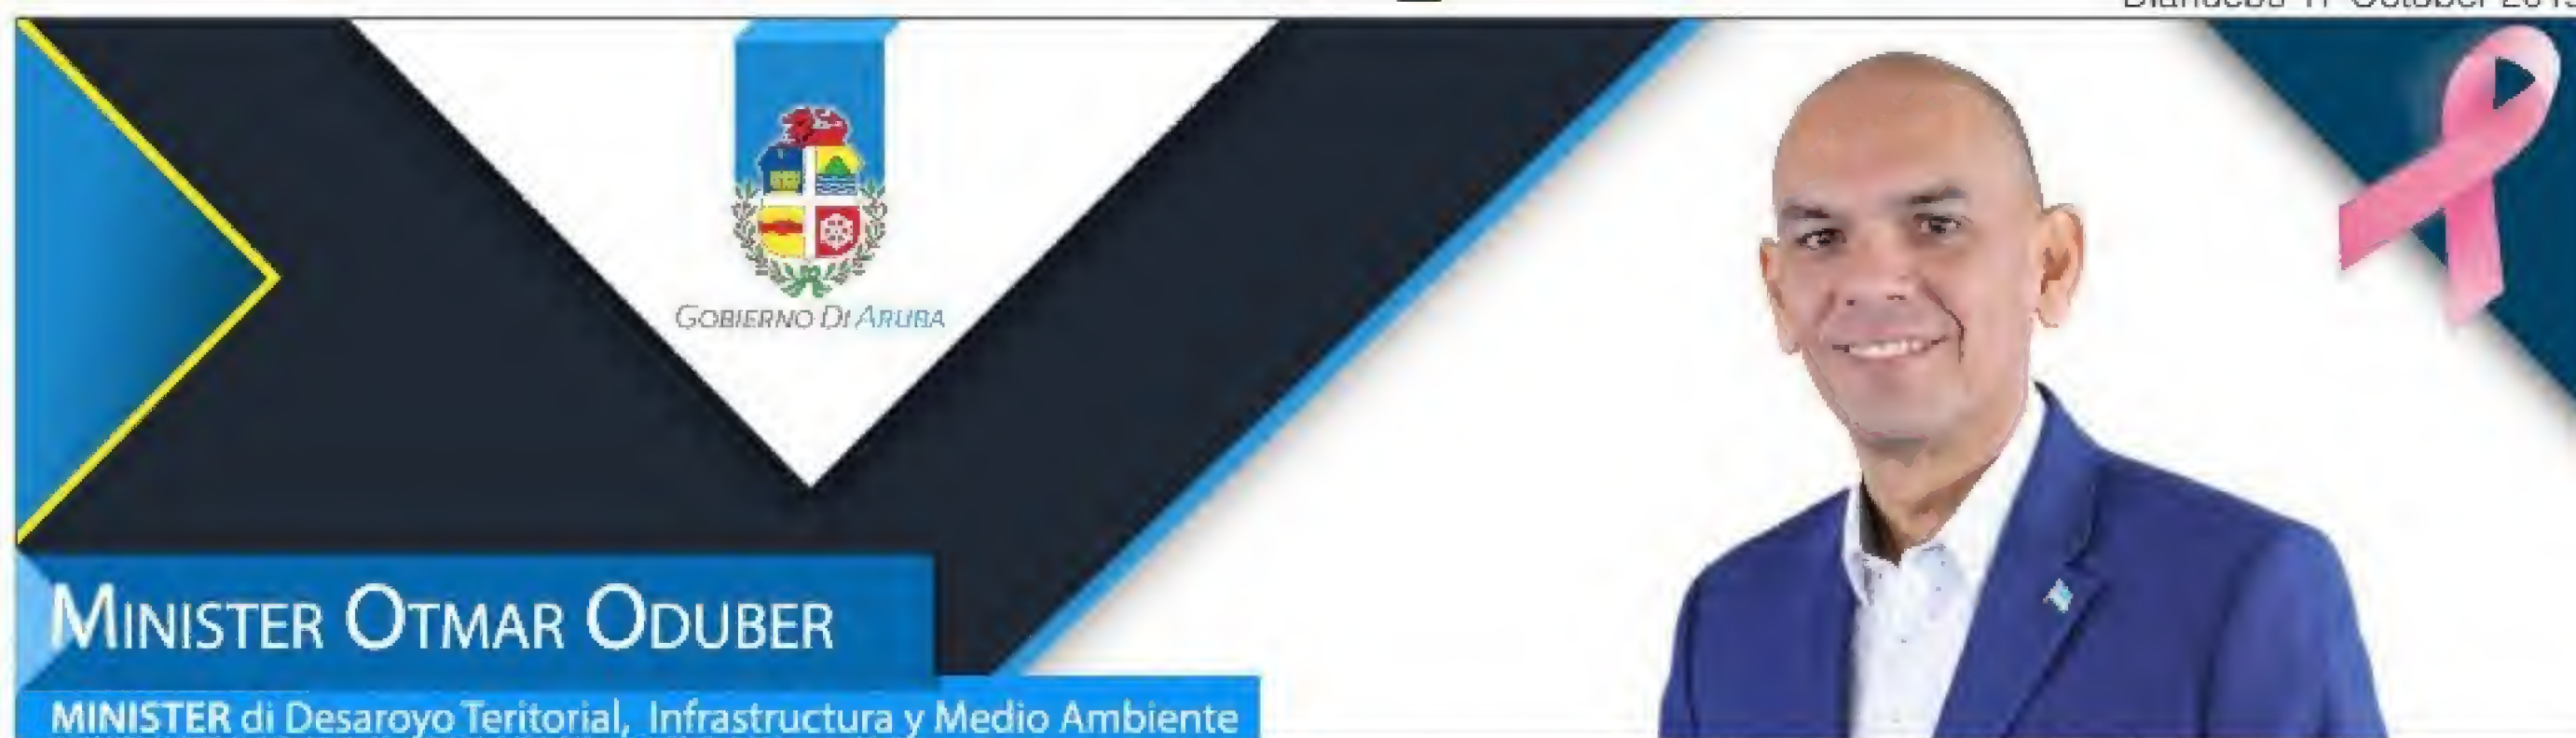 GOBIERNO DI ARUBA
MINISTER OTMAR ODUBER
MINISTER di Desaroyo Teritorial, Infrastructura y Medio Ambiente